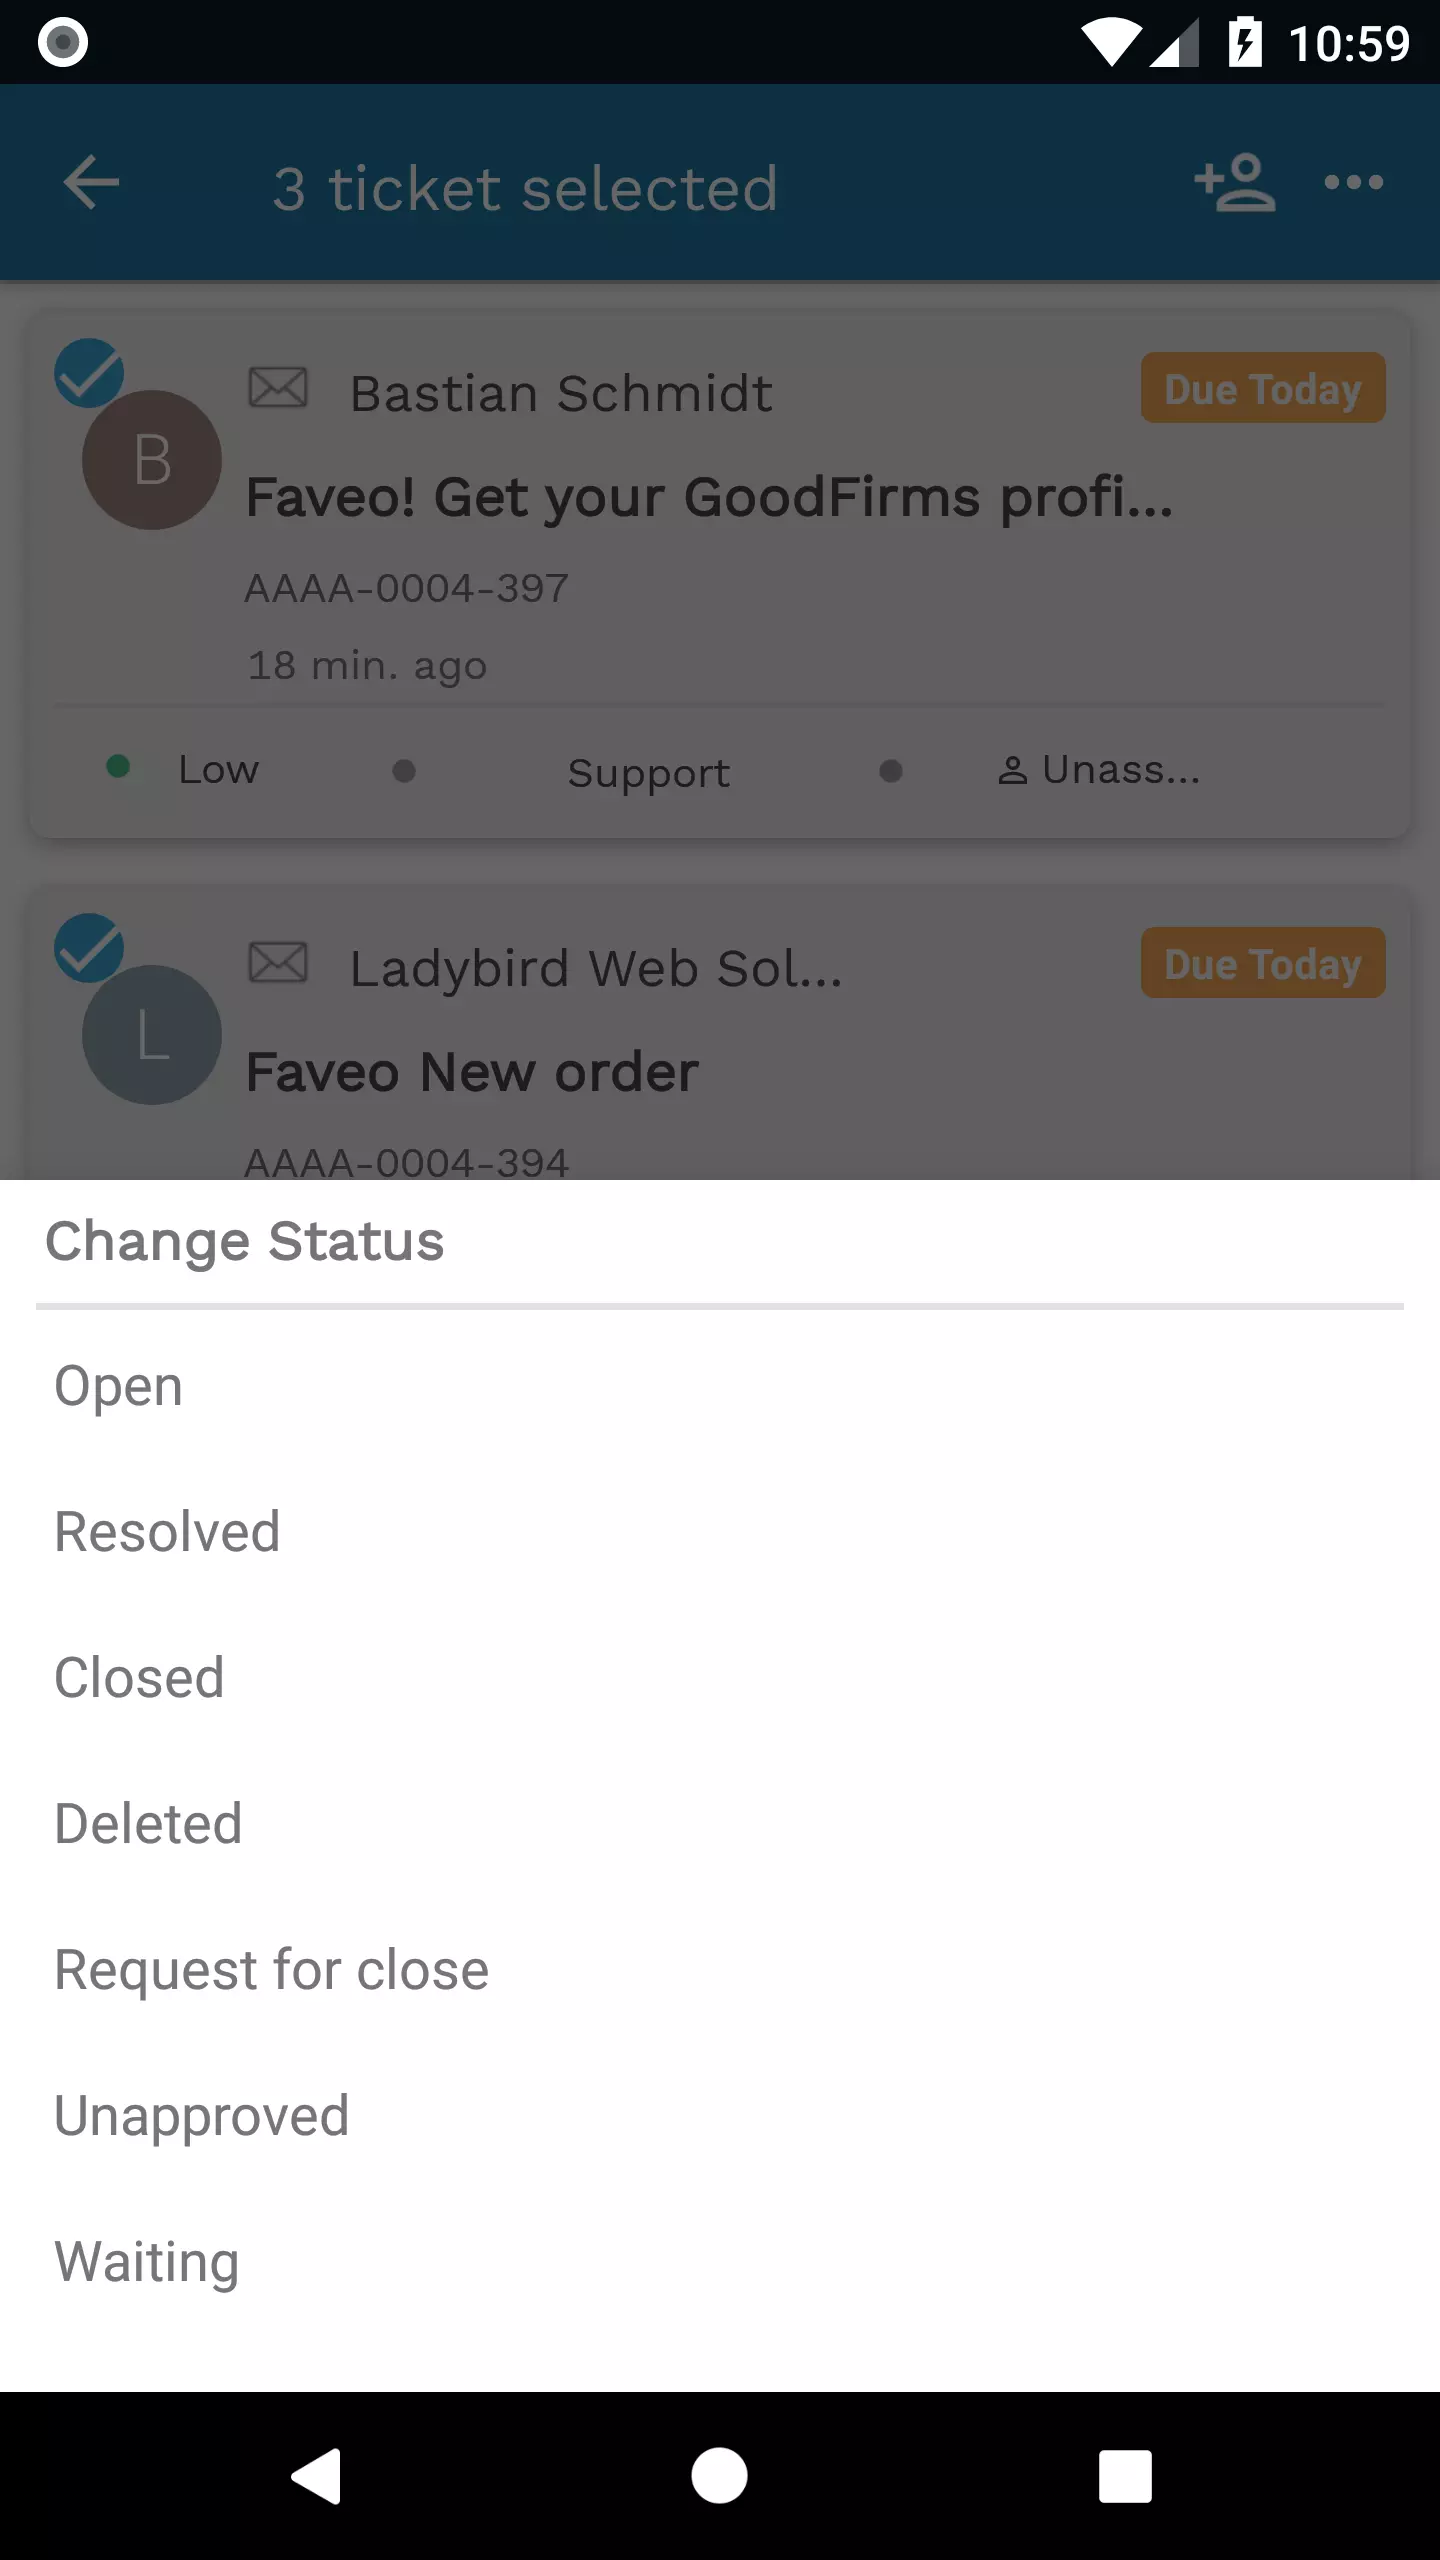 10:59
3 ticket selected
Bastian Schmidt
Due Today
B
Faveo! Get your GoodFirms profi...
AAAA-0004-397
18 min. ago
Low
Support
Unass...
Ladybird Web Sol...
Due Today
L
Faveo New order
AAAA-0004-394
Change Status
Open
Resolved
Closed
Deleted
Request for close
Unapproved
Waiting